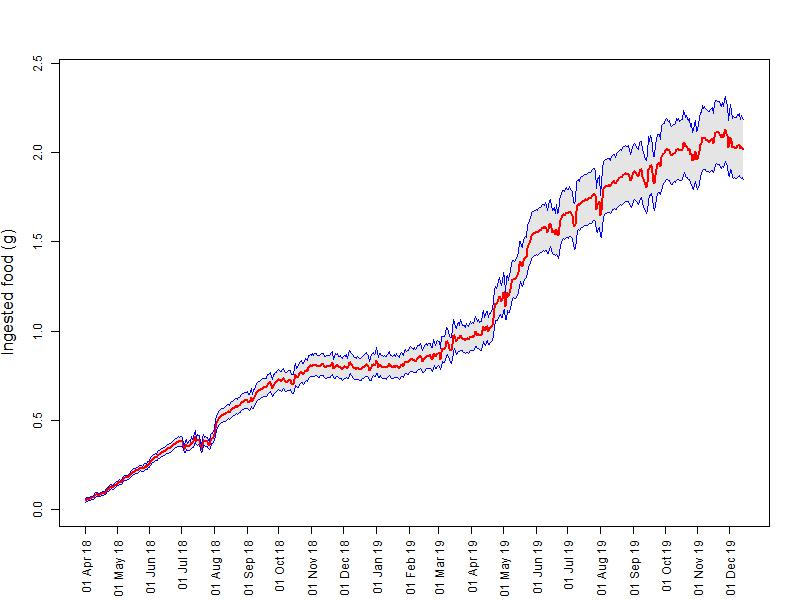 Ingested food (g)
2.5
2.0
1.5
1.0
0.5
0.0
01 Apr 18
01 May 18
01 Jun 18
01 Jul 18
01 Aug 18
01 Sep 18
01 Oct 18
01 Nov 18
01 Dec 18
01 Jan 19
01 Feb 19
01 Mar 19
01 Apr 19
01 May 19
01 Jun 19
01 Jul 19
01 Aug 19
01 Sep 19
01 Oct 19
01 Nov 19
01 Dec 19